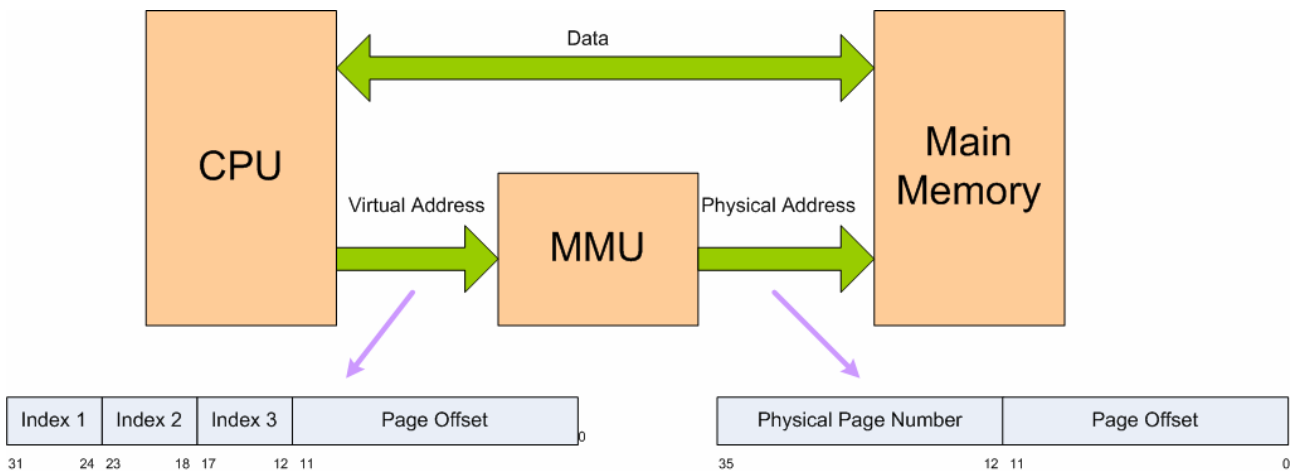 Data
CPU
Main
Memory
Virtual Address
Physical Address
MMU
Index 1 Index 2 Index 3 Page Offset
0
Physical Page Number Page Offset
31 24 23 18 17 12 11
35 12 11 0